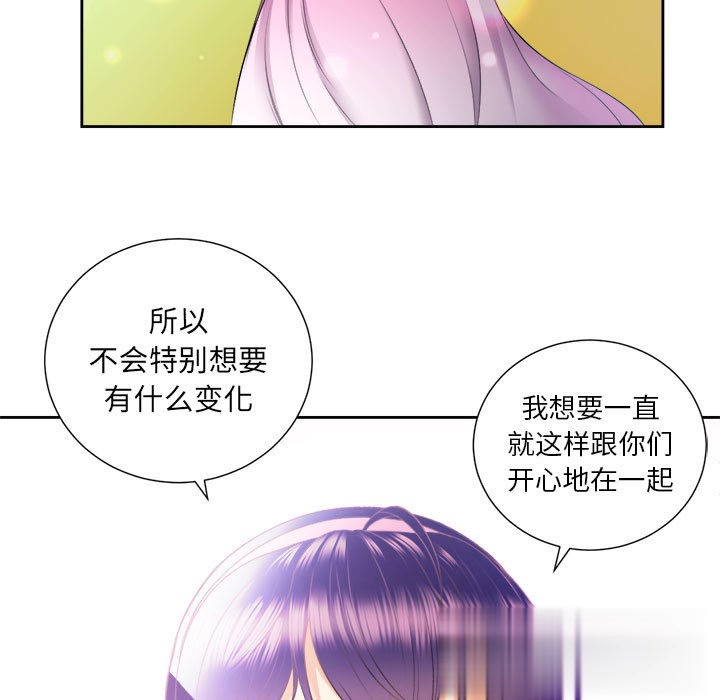 所以
不会特别想要
有什么变化
我想要一直
就这样跟你们
开心地在一起